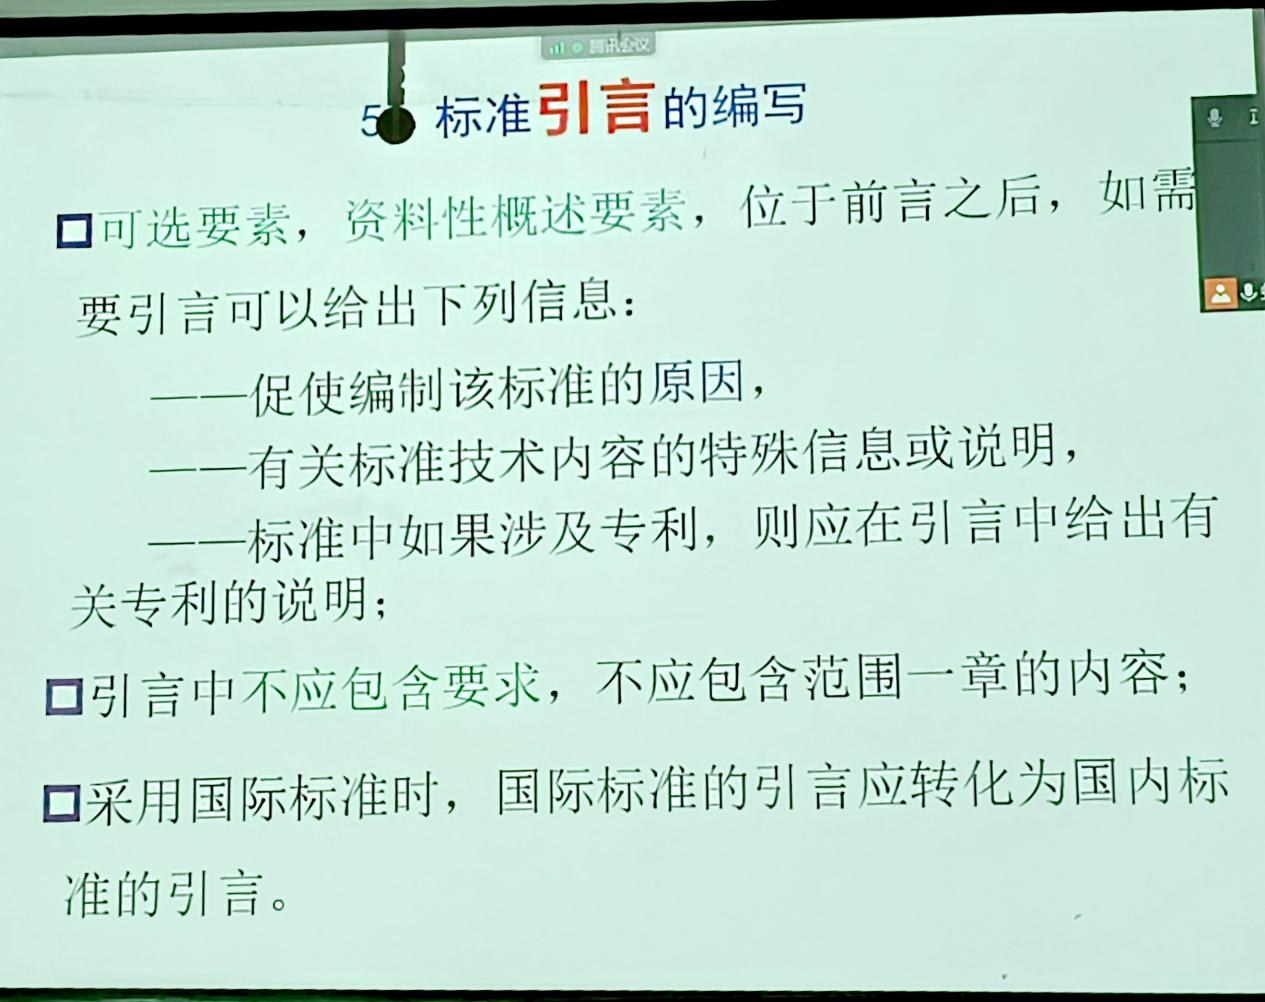 腾讯会议
5 标准引言的编写
可选要素，资料性概述要素，位于前言之后，如需
要引言可以给出下列信息：
——促使编制该标准的原因，
——有关标准技术内容的特殊信息或说明，
——标准中如果涉及专利，则应在引言中给出有
关专利的说明；
引言中不应包含要求，不应包含范围一章的内容；
采用国际标准时，国际标准的引言应转化为国内标
准的引言。